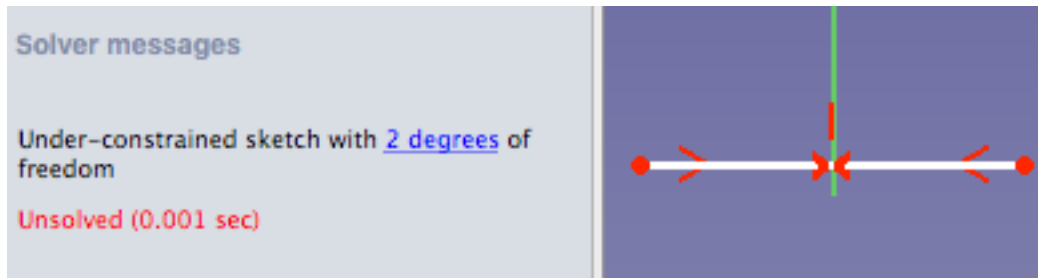 Solver messages
Under-constrained sketch with 2 degrees of
freedom
Unsolved (0.001 sec)